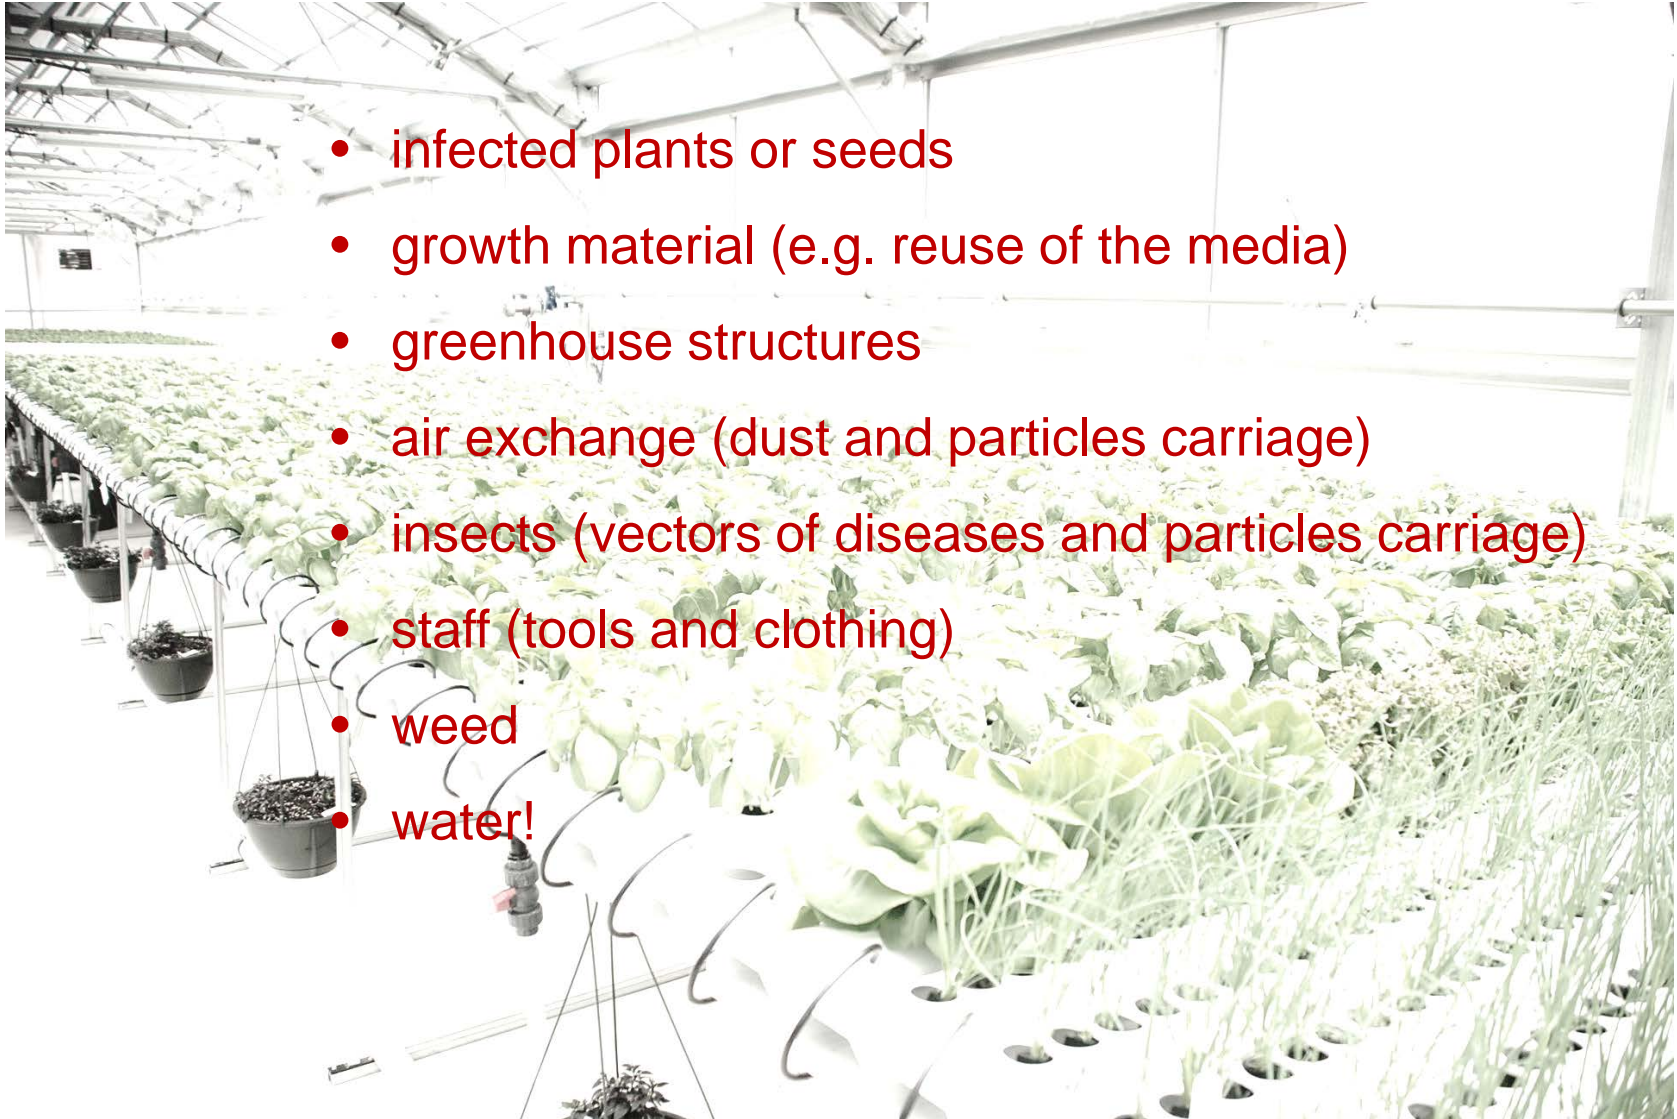 • infected plants or seeds
• growth material (e.g. reuse of the media)
• greenhouse structures
• air exchange (dust and particles carriage)
• insects (vectors of diseases and particles carriage)
• staff (tools and clothing)
• weed
• water!